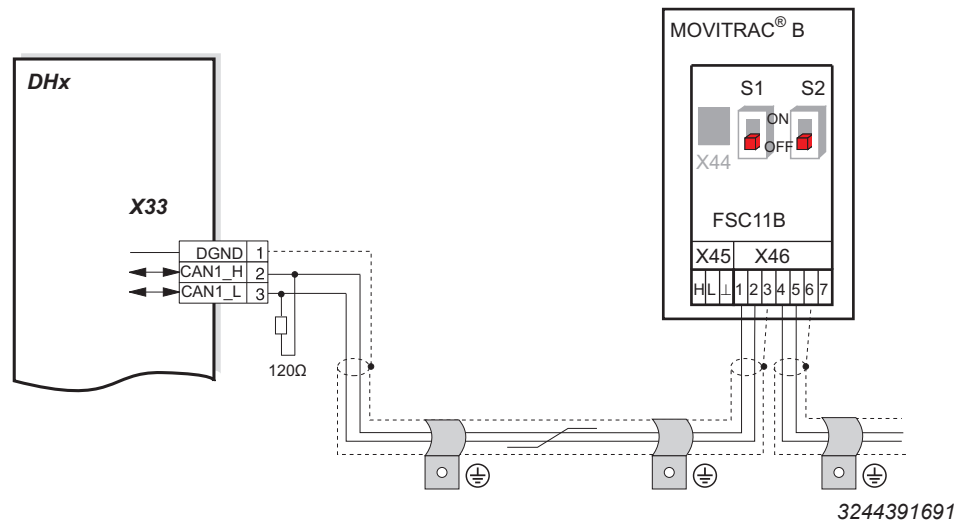 MOVITRAC® B
DHx
S1 S2
ON
OFF
X44
X33
FSC11B
DGND 1
CAN1_H 2
CAN1_L 3
X45 X46
H L ⊥ 1 2 3 4 5 6 7
120Ω
3244391691